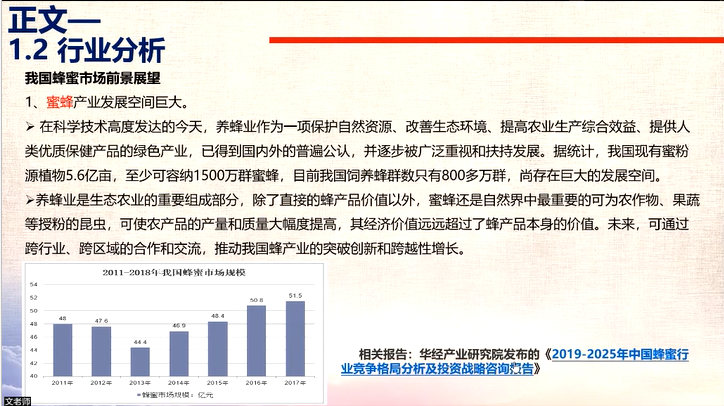 正文—
1.2 行业分析
我国蜂蜜市场前景展望
1、蜜蜂产业发展空间巨大。
➢ 在科学技术高度发达的今天，养蜂业作为一项保护自然资源、改善生态环境、提高农业生产综合效益、提供人
类优质保健产品的绿色产业，已得到国内外的普遍公认，并逐步被广泛重视和扶持发展。据统计，我国现有蜜粉
源植物5.6亿亩，至少可容纳1500万群蜜蜂，目前我国饲养蜂群数只有800多万群，尚存在巨大的发展空间。
➢养蜂业是生态农业的重要组成部分，除了直接的蜂产品价值以外，蜜蜂还是自然界中最重要的可为农作物、果蔬
等授粉的昆虫，可使农产品的产量和质量大幅度提高，其经济价值远远超过了蜂产品本身的价值。未来，可通过
跨行业、跨区域的合作和交流，推动我国蜂产业的突破创新和跨越性增长。
2011-2018年我国蜂蜜市场规模
54
52
50
48
46
44
42
40
48
47.6
44.4
46.9
48.4
50.8
51.5
2011年
2012年
2013年
2014年
2015年
2016年
2017年
蜂蜜市场规模：亿元
相关报告：华经产业研究院发布的《2019-2025年中国蜂蜜行
业竞争格局分析及投资战略咨询报告》
文老师